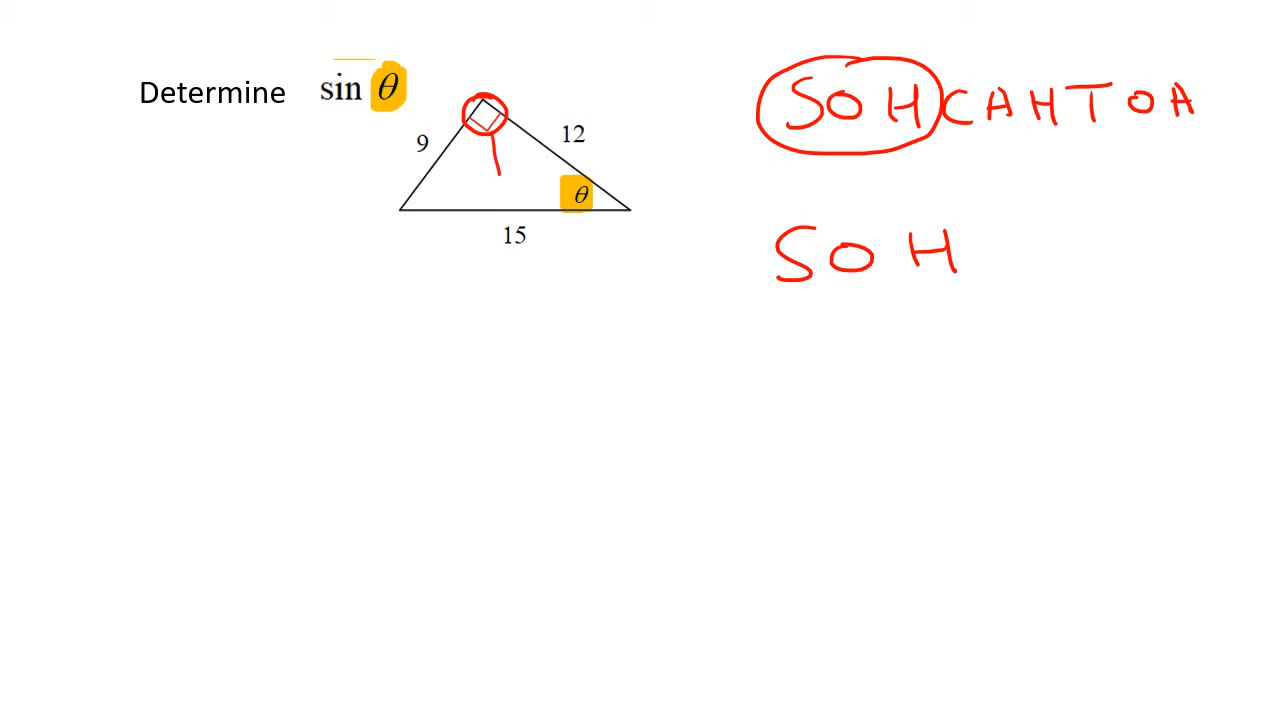 Determine sin θ
SOHCAHTOA
9
12
θ
15
SOH